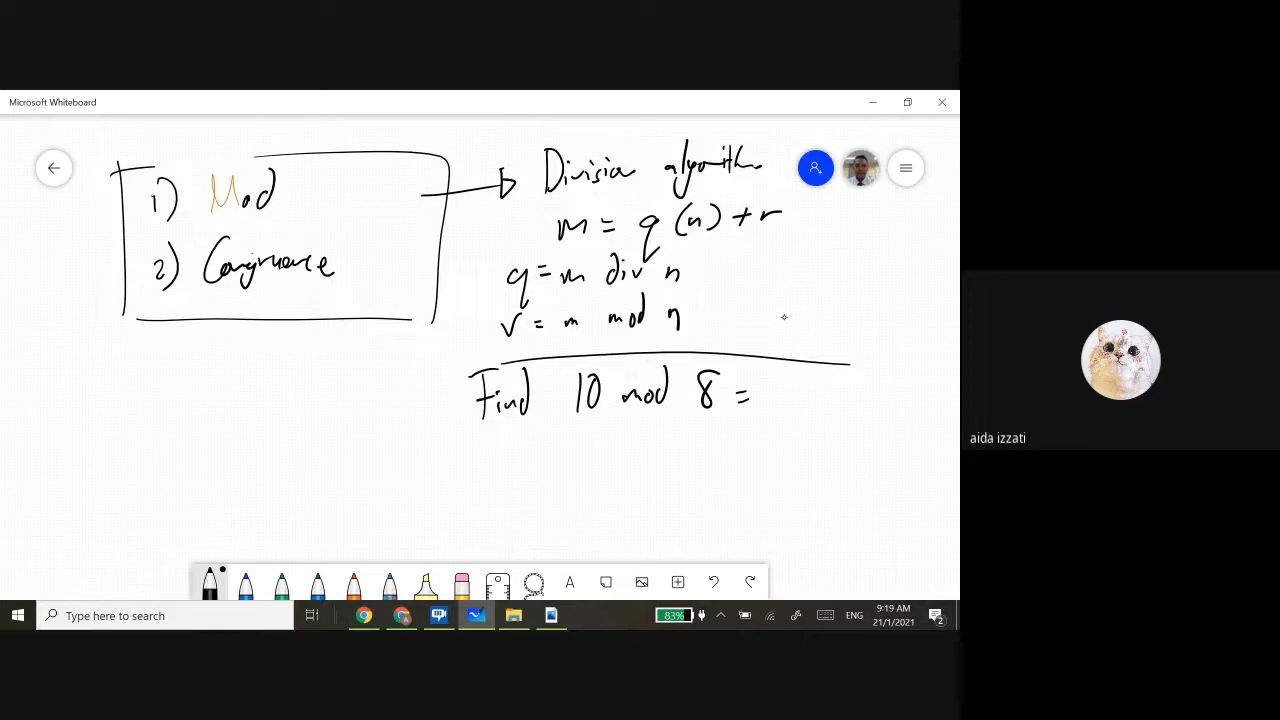 Microsoft Whiteboard
1) Mod
2) Congruence
Division algorithm
m = q (n) + r
q = m div n
r = m mod n
Find 10 mod 8 =
aida izzati
A
Type here to search
83%
ENG
9:19 AM
21/1/2021
2